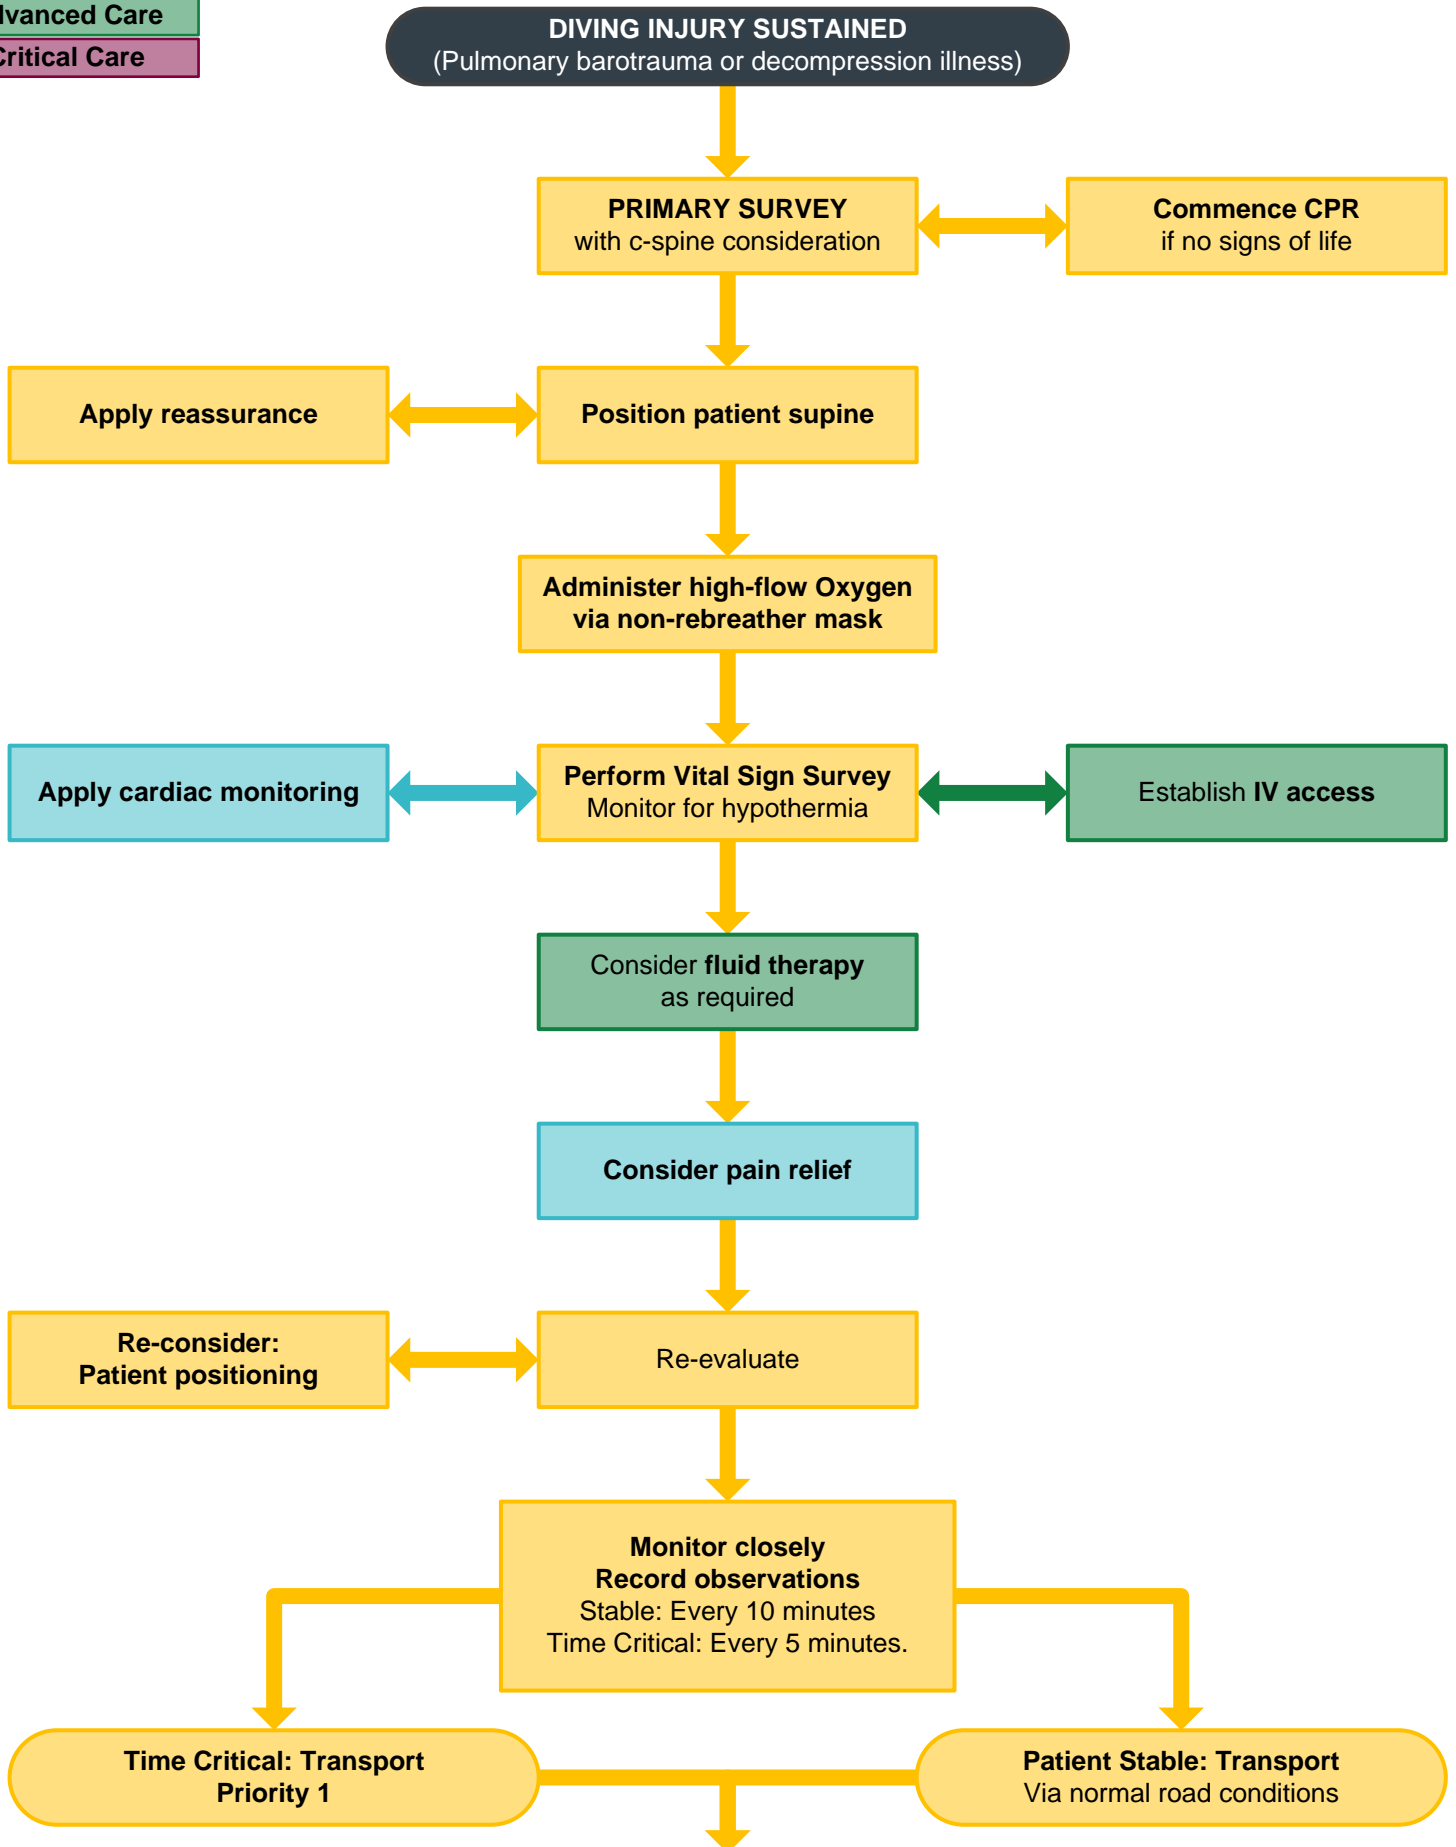 dvanced Care
Critical Care
DIVING INJURY SUSTAINED
(Pulmonary barotrauma or decompression illness)
PRIMARY SURVEY
with c-spine consideration
Commence CPR
if no signs of life
Apply reassurance
Position patient supine
Administer high-flow Oxygen
via non-rebreather mask
Apply cardiac monitoring
Perform Vital Sign Survey
Monitor for hypothermia
Establish IV access
Consider fluid therapy
as required
Consider pain relief
Re-consider:
Patient positioning
Re-evaluate
Monitor closely
Record observations
Stable: Every 10 minutes
Time Critical: Every 5 minutes.
Time Critical: Transport
Priority 1
Patient Stable: Transport
Via normal road conditions